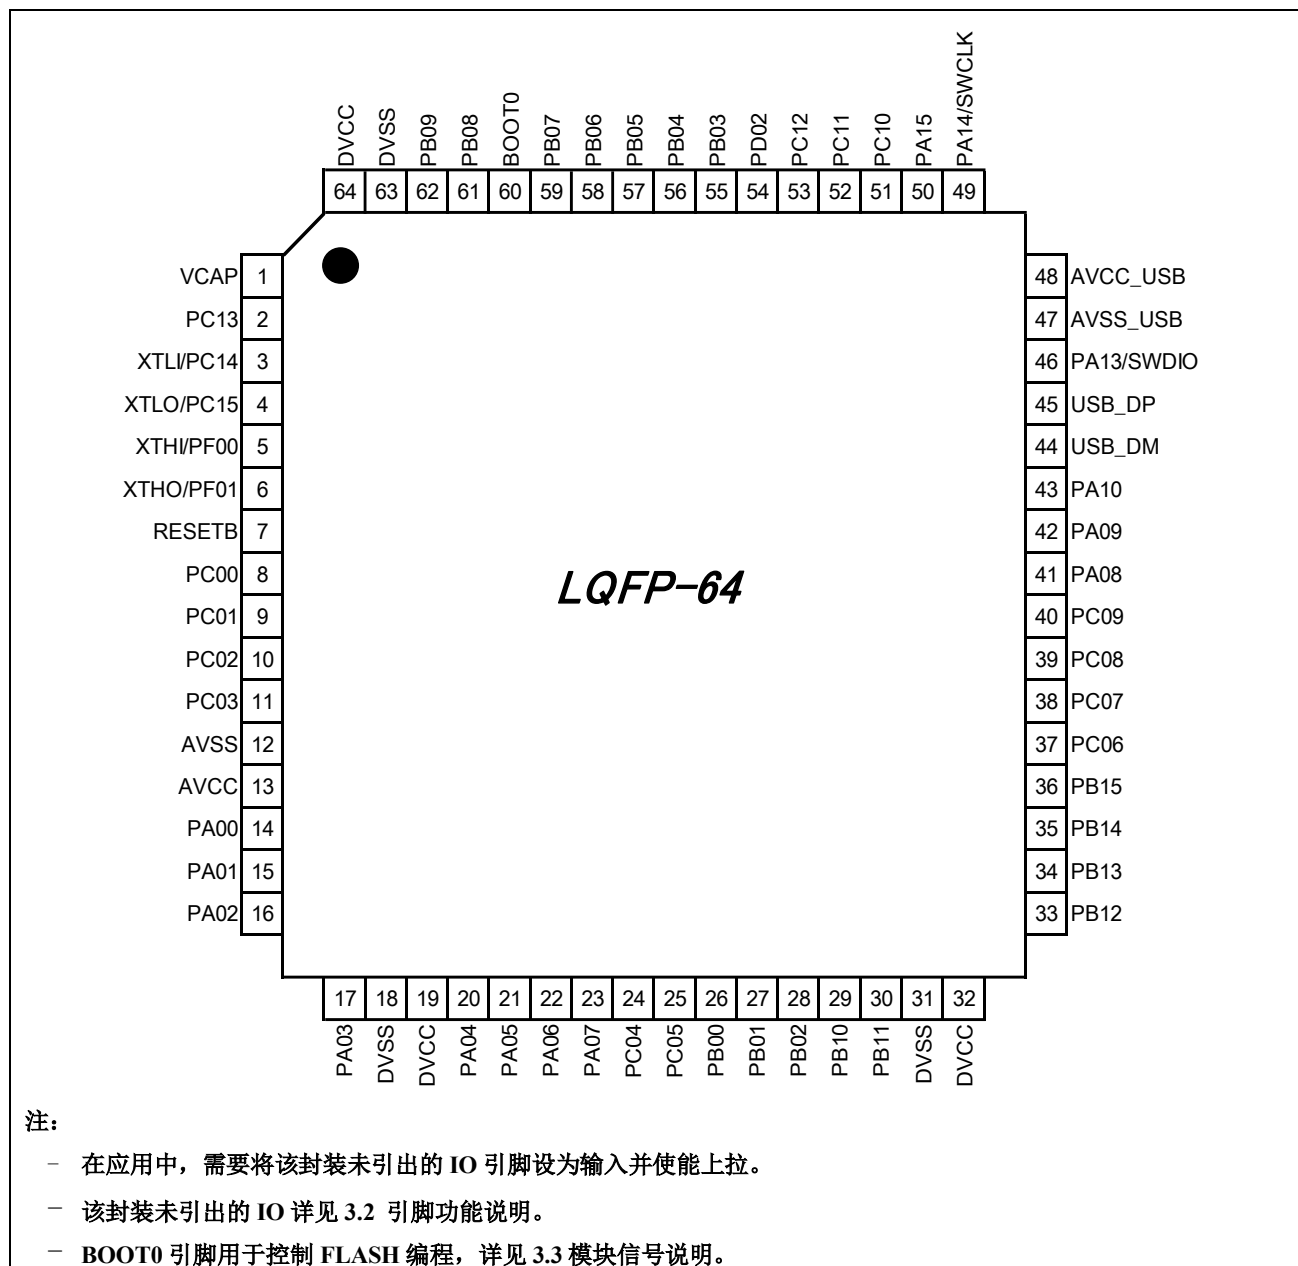 DVCC DVSS PB09 PB08 BOOT0 PB07 PB06 PB05 PB04 PB03 PD02 PC12 PC11 PC10 PA15 PA14/SWCLK
64 63 62 61 60 59 58 57 56 55 54 53 52 51 50 49
VCAP 1
PC13 2
XTLI/PC14 3
XTLO/PC15 4
XTHI/PF00 5
XTHO/PF01 6
RESETB 7
PC00 8
PC01 9
PC02 10
PC03 11
AVSS 12
AVCC 13
PA00 14
PA01 15
PA02 16
LQFP-64
48 AVCC_USB
47 AVSS_USB
46 PA13/SWDIO
45 USB_DP
44 USB_DM
43 PA10
42 PA09
41 PA08
40 PC09
39 PC08
38 PC07
37 PC06
36 PB15
35 PB14
34 PB13
33 PB12
17 18 19 20 21 22 23 24 25 26 27 28 29 30 31 32
PA03 DVSS DVCC PA04 PA05 PA06 PA07 PC04 PC05 PB00 PB01 PB02 PB10 PB11 DVSS DVCC
注：
－ 在应用中，需要将该封装未引出的 IO 引脚设为输入并使能上拉。
－ 该封装未引出的 IO 详见 3.2 引脚功能说明。
－ BOOT0 引脚用于控制 FLASH 编程，详见 3.3 模块信号说明。